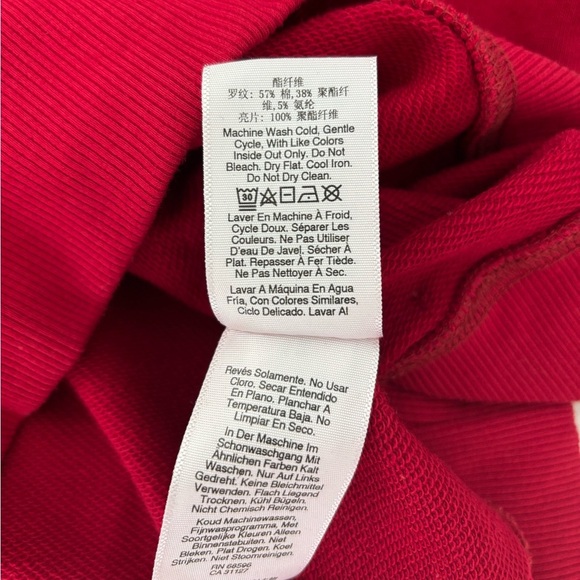 酯纤维
罗纹: 57% 棉,38% 聚酯纤
维,5% 氨纶
亮片: 100% 聚酯纤维
Machine Wash Cold, Gentle
Cycle, With Like Colors
Inside Out Only. Do Not
Bleach. Dry Flat. Cool Iron.
Do Not Dry Clean.
30
Laver En Machine À Froid,
Cycle Doux. Séparer Les
Couleurs. Ne Pas Utiliser
D'eau De Javel. Sécher À
Plat. Repasser À Fer Tiède.
Ne Pas Nettoyer À Sec.
Lavar A Máquina En Agua
Fría, Con Colores Similares,
Ciclo Delicado. Lavar Al
Revés Solamente. No Usar
Cloro. Secar Entendido
En Plano. Planchar A
Temperatura Baja. No
Limpiar En Seco.
In Der Maschine Im
Schonwaschgang Mit
Ähnlichen Farben Kalt
Waschen. Nur Auf Links
Gedreht. Keine Bleichmittel
Verwenden. Flach Liegend
Trocknen. Kühl Bügeln.
Nicht Chemisch Reinigen.
Koud Machinewassen,
Fijnwasprogramma. Met
Soortgelijke Kleuren Alleen
Binnenstebuiten. Niet
Bleken. Plat Drogen. Koel
Strijken. Niet Stoomreinigen.
RN 68596
CA 31127